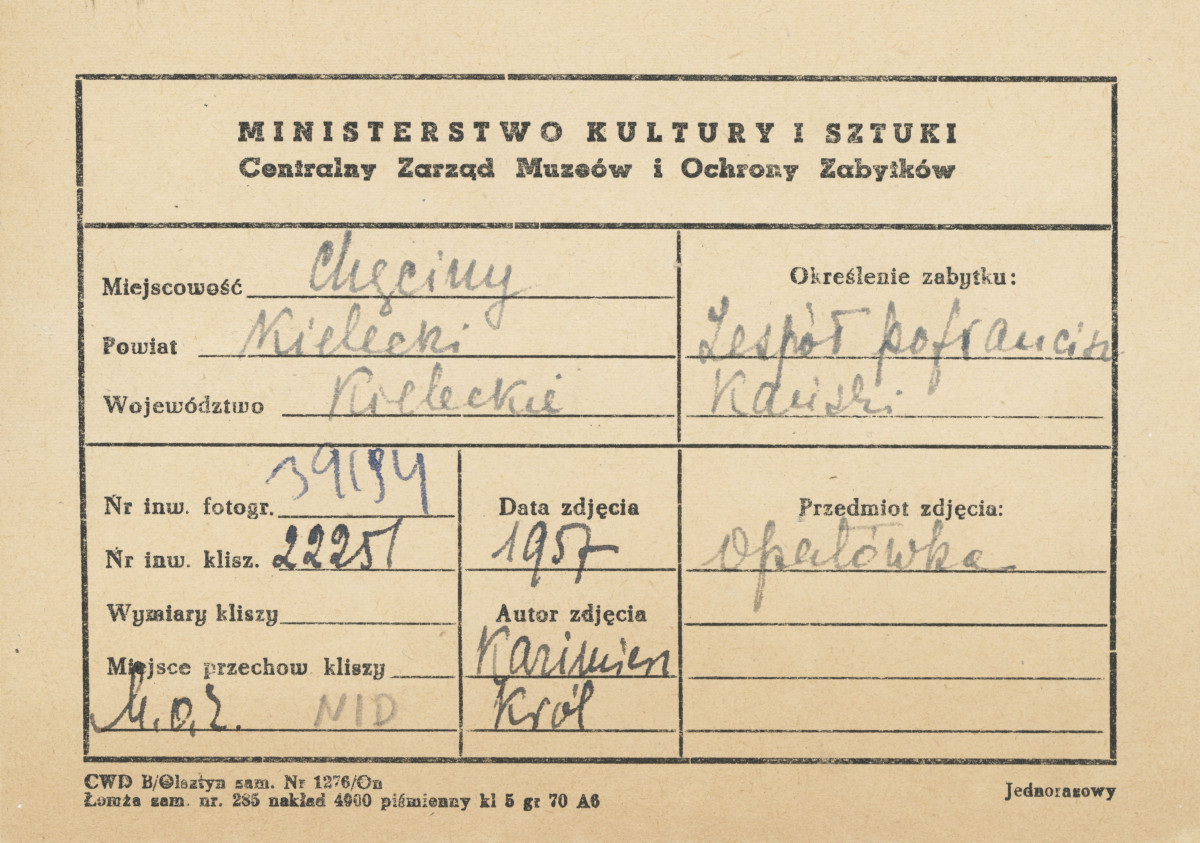 MINISTERSTWO KULTURY I SZTUKI
Centralny Zarząd Muzeów i Ochrony Zabytków
Miejscowość Chęciny
Powiat Kielecki
Województwo Kieleckie
Określenie zabytku:
Zespół pofrancisz
kański
Nr inw. fotogr. 39194
Nr inw. klisz. 22251
Wymiary kliszy
Miejsce przechow kliszy
M.O.Z. NID
Data zdjęcia
1957
Autor zdjęcia
Kazimierz
Król
Przedmiot zdjęcia:
Opatówka
CWD B/Olsztyn zam. Nr 1276/On
Łomża zam. nr. 285 nakład 4000 piśmienny kl 5 gr 70 A6
Jednorazowy